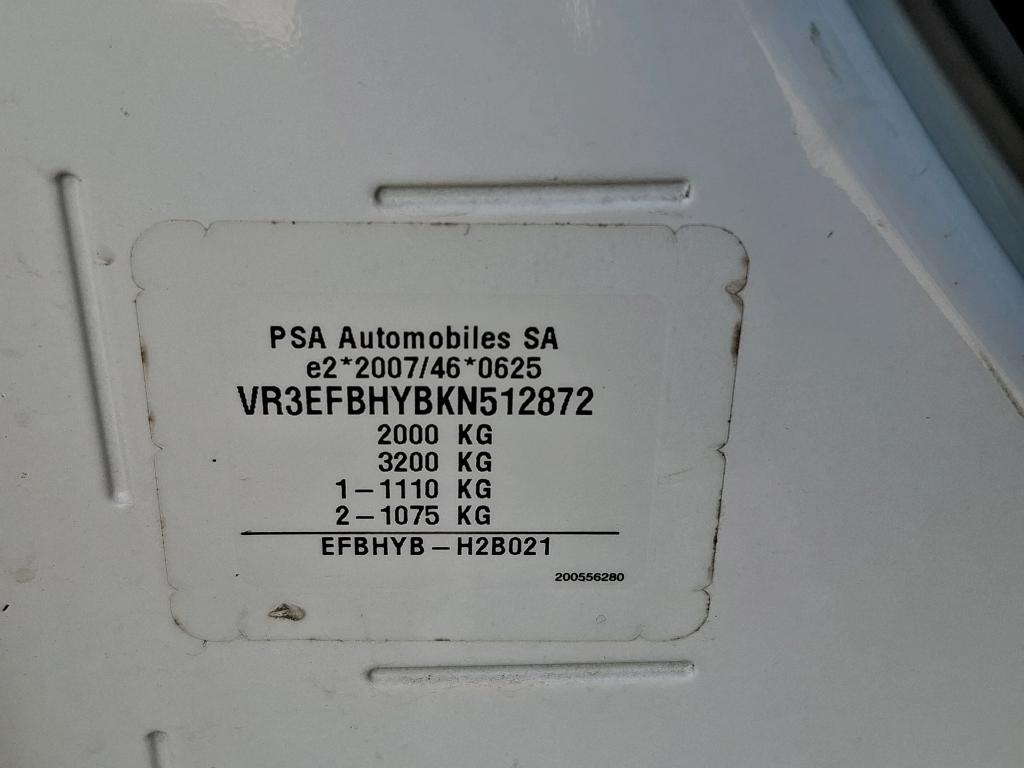 PSA Automobiles SA
e2*2007/46*0625
VR3EFBHYBKN512872
2000 KG
3200 KG
1-1110 KG
2-1075 KG
EFBHYB-H2B021
200556280